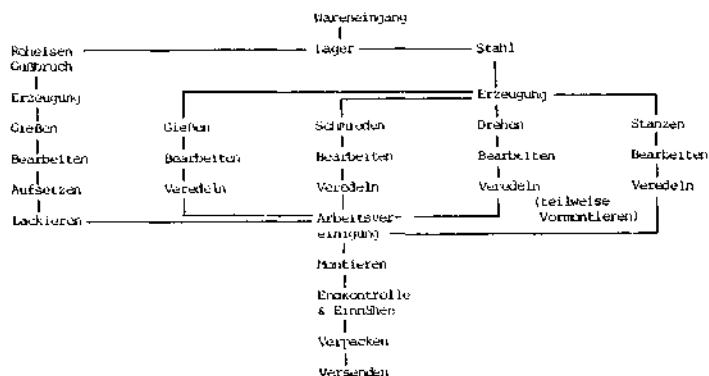 Wareneingang
Roheisen Lager Stahl
Gußbruch
Erzeugung Erzeugung
Gießen Gießen Schmieden Drehen Stanzen
Bearbeiten Bearbeiten Bearbeiten Bearbeiten Bearbeiten
Aufsetzen Veredeln Veredeln Veredeln Veredeln
(teilweise
Lackieren Arbeitsver- Vormontieren)
einigung
Montieren
Endkontrolle
& Einnähen
Verpacken
Versenden